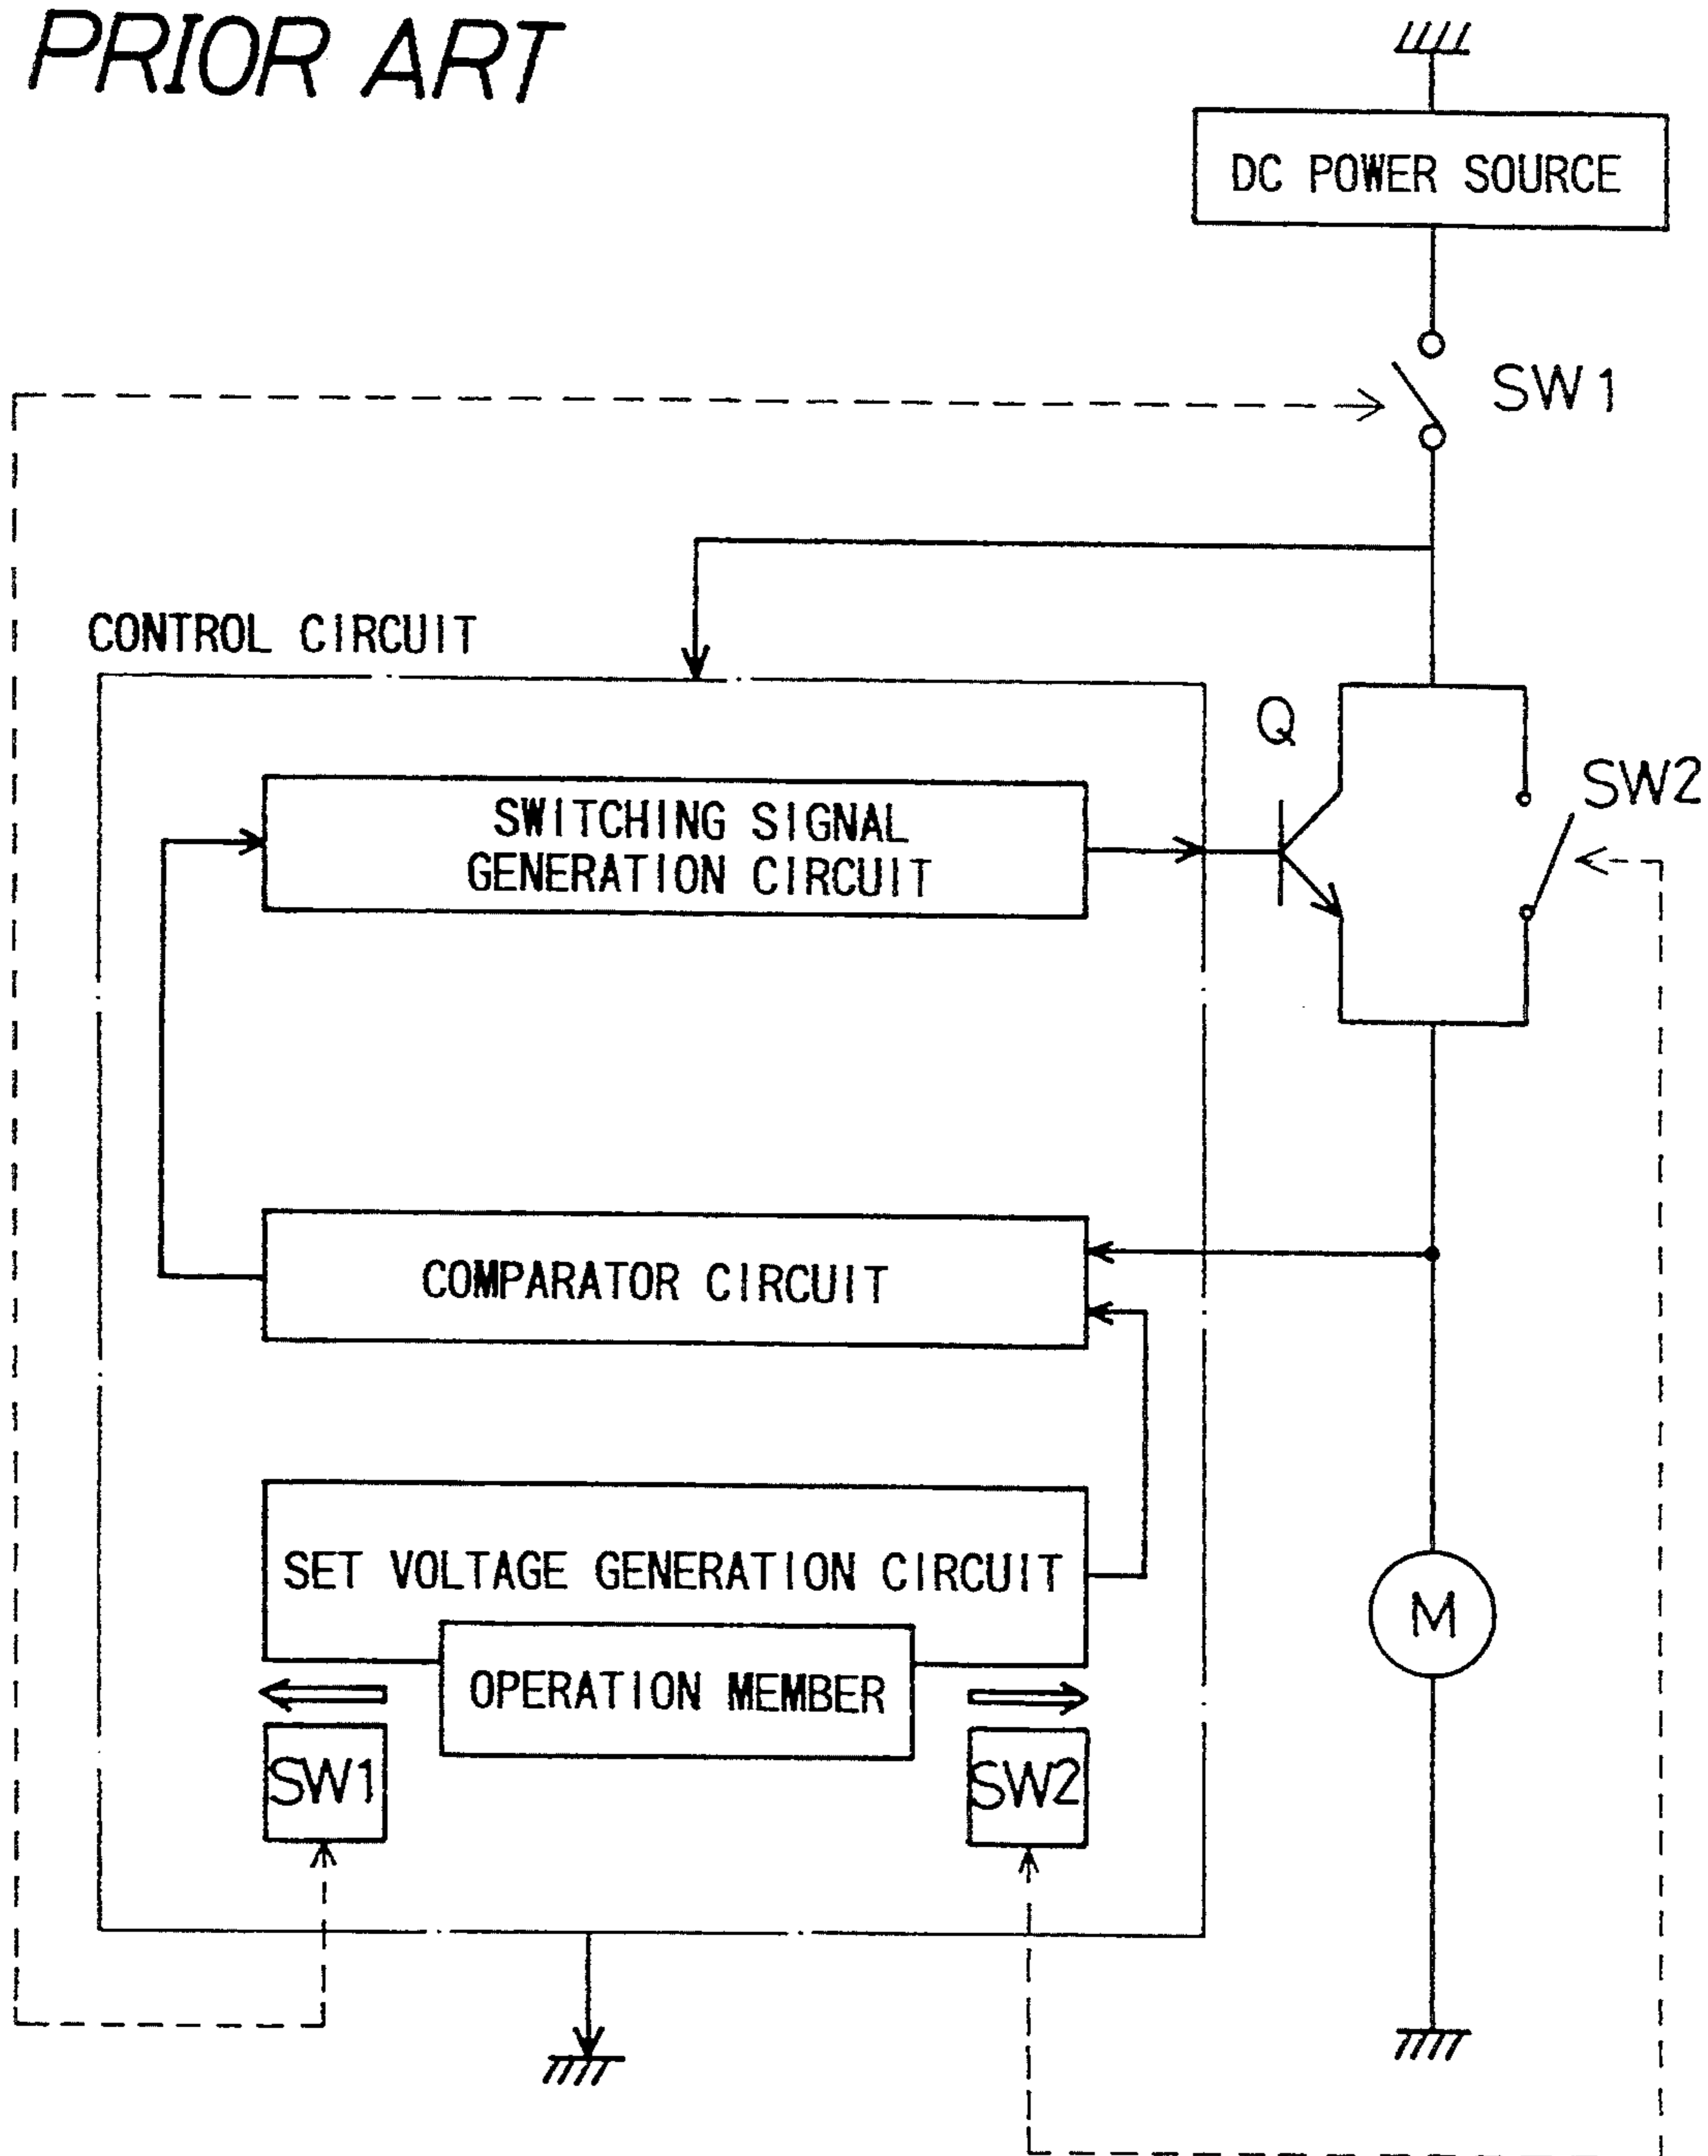 PRIOR ART
DC POWER SOURCE
SW1
CONTROL CIRCUIT
Q
SW2
SWITCHING SIGNAL
GENERATION CIRCUIT
COMPARATOR CIRCUIT
SET VOLTAGE GENERATION CIRCUIT
M
OPERATION MEMBER
SW1
SW2